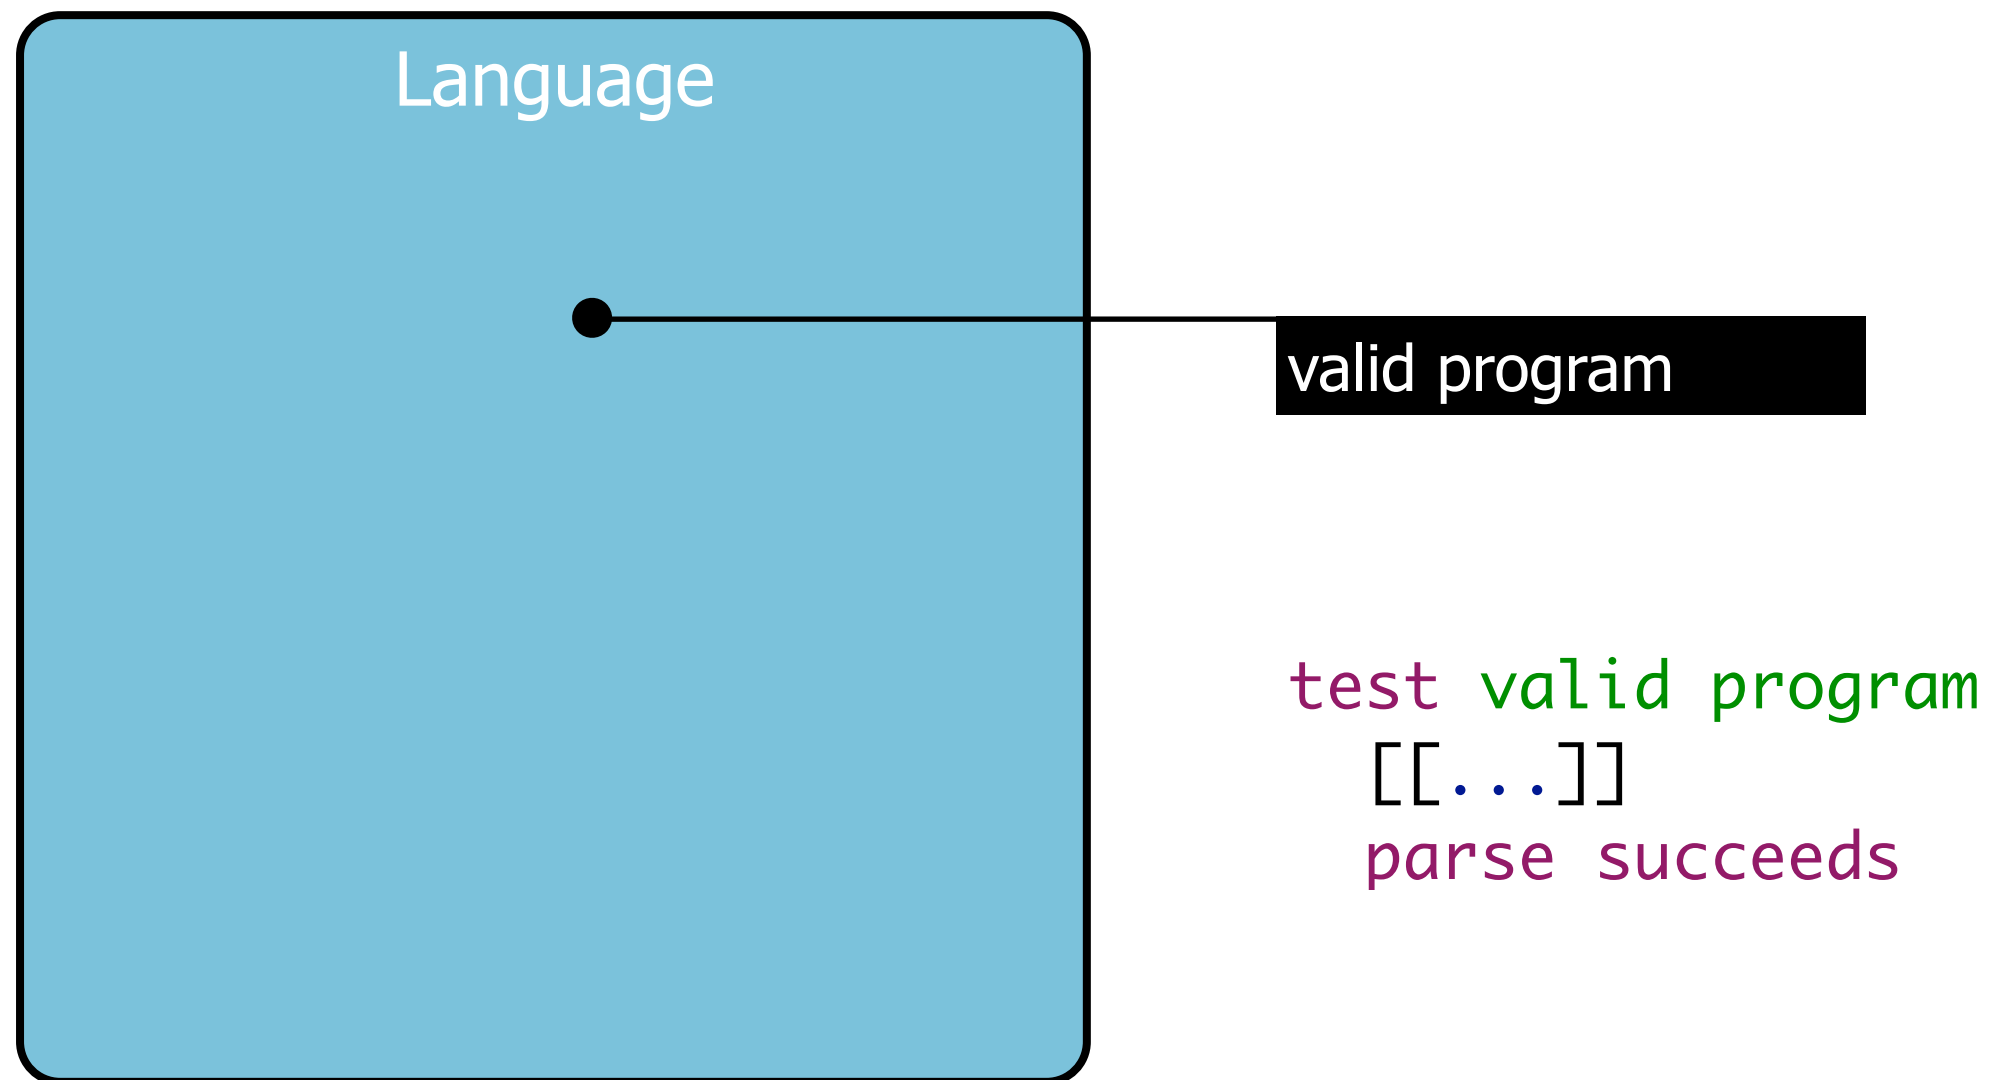 Language
valid program
test valid program
[[...]]
parse succeeds